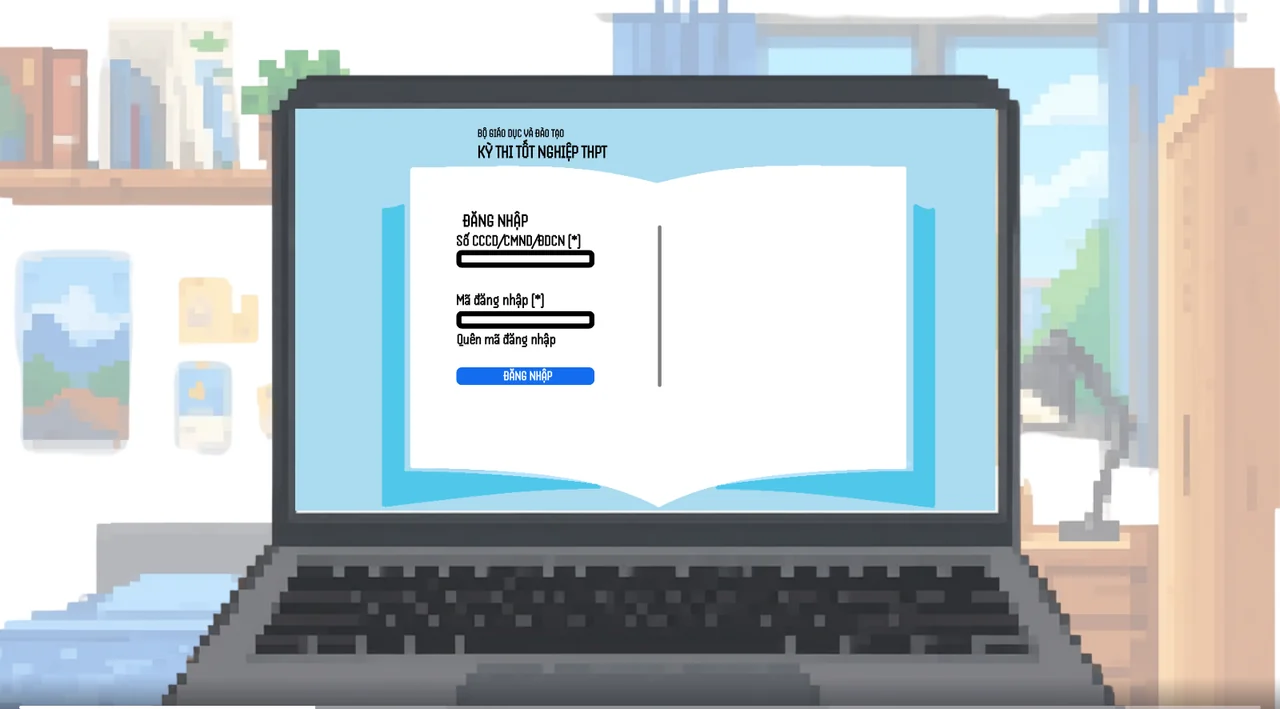 BỘ GIÁO DỤC VÀ ĐÀO TẠO
KỲ THI TỐT NGHIỆP THPT
ĐĂNG NHẬP
Số CCCD/CMND/ĐDCN (*)
Mã đăng nhập (*)
Quên mã đăng nhập
ĐĂNG NHẬP